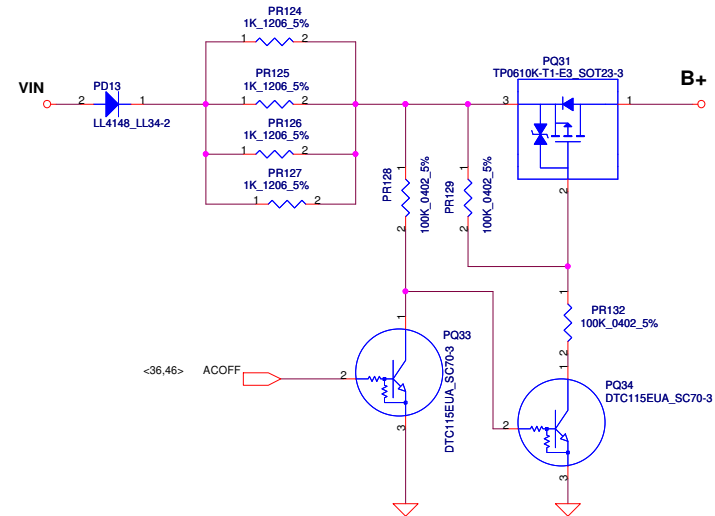 PR124
1K_1206_5%
1 2
PR125
1K_1206_5%
1 2
PR126
1K_1206_5%
1 2
PR127
1K_1206_5%
1 2
VIN
PD13
2 1
LL4148_LL34-2
PQ31
TP0610K-T1-E3_SOT23-3
3 1
2
B+
PR128
100K_0402_5%
1
2
PR129
100K_0402_5%
1
2
PR132
100K_0402_5%
1
2
<36,46> ACOFF
PQ33
DTC115EUA_SC70-3
1
2
3
PQ34
DTC115EUA_SC70-3
1
2
3